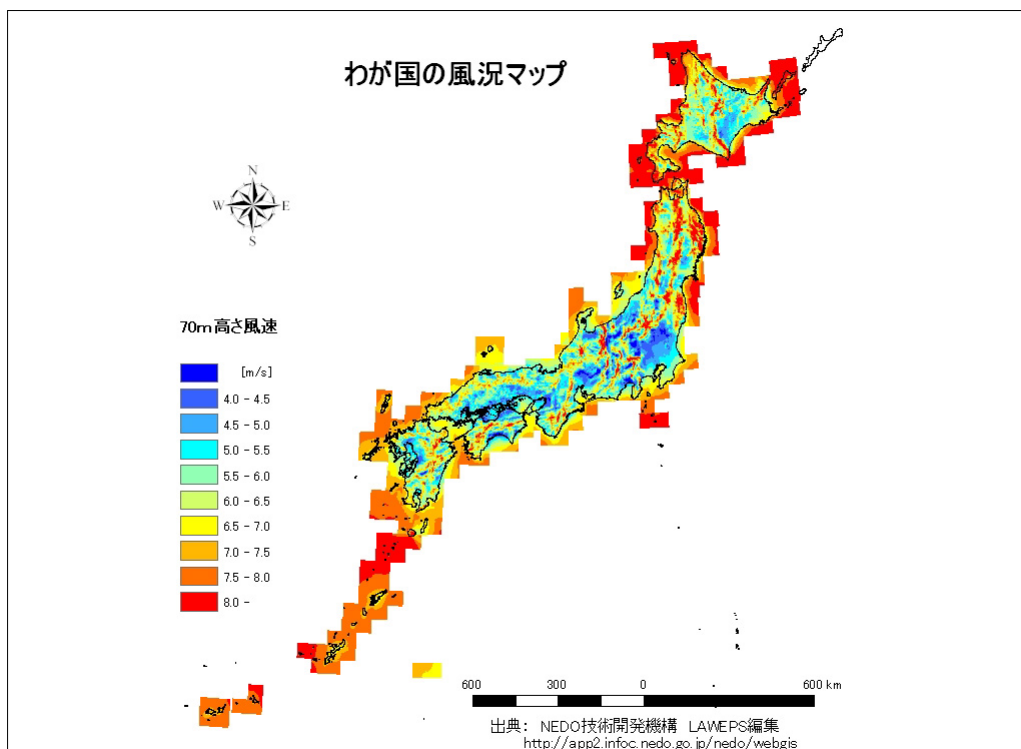 わが国の風況マップ
N
W
E
S
70m高さ風速
[m/s]
4.0 - 4.5
4.5 - 5.0
5.0 - 5.5
5.5 - 6.0
6.0 - 6.5
6.5 - 7.0
7.0 - 7.5
7.5 - 8.0
8.0 -
600 300 0 600 km
出典： NEDO技術開発機構 LAWEPS編集
http://app2.infoc.nedo.go.jp/nedo/webgis